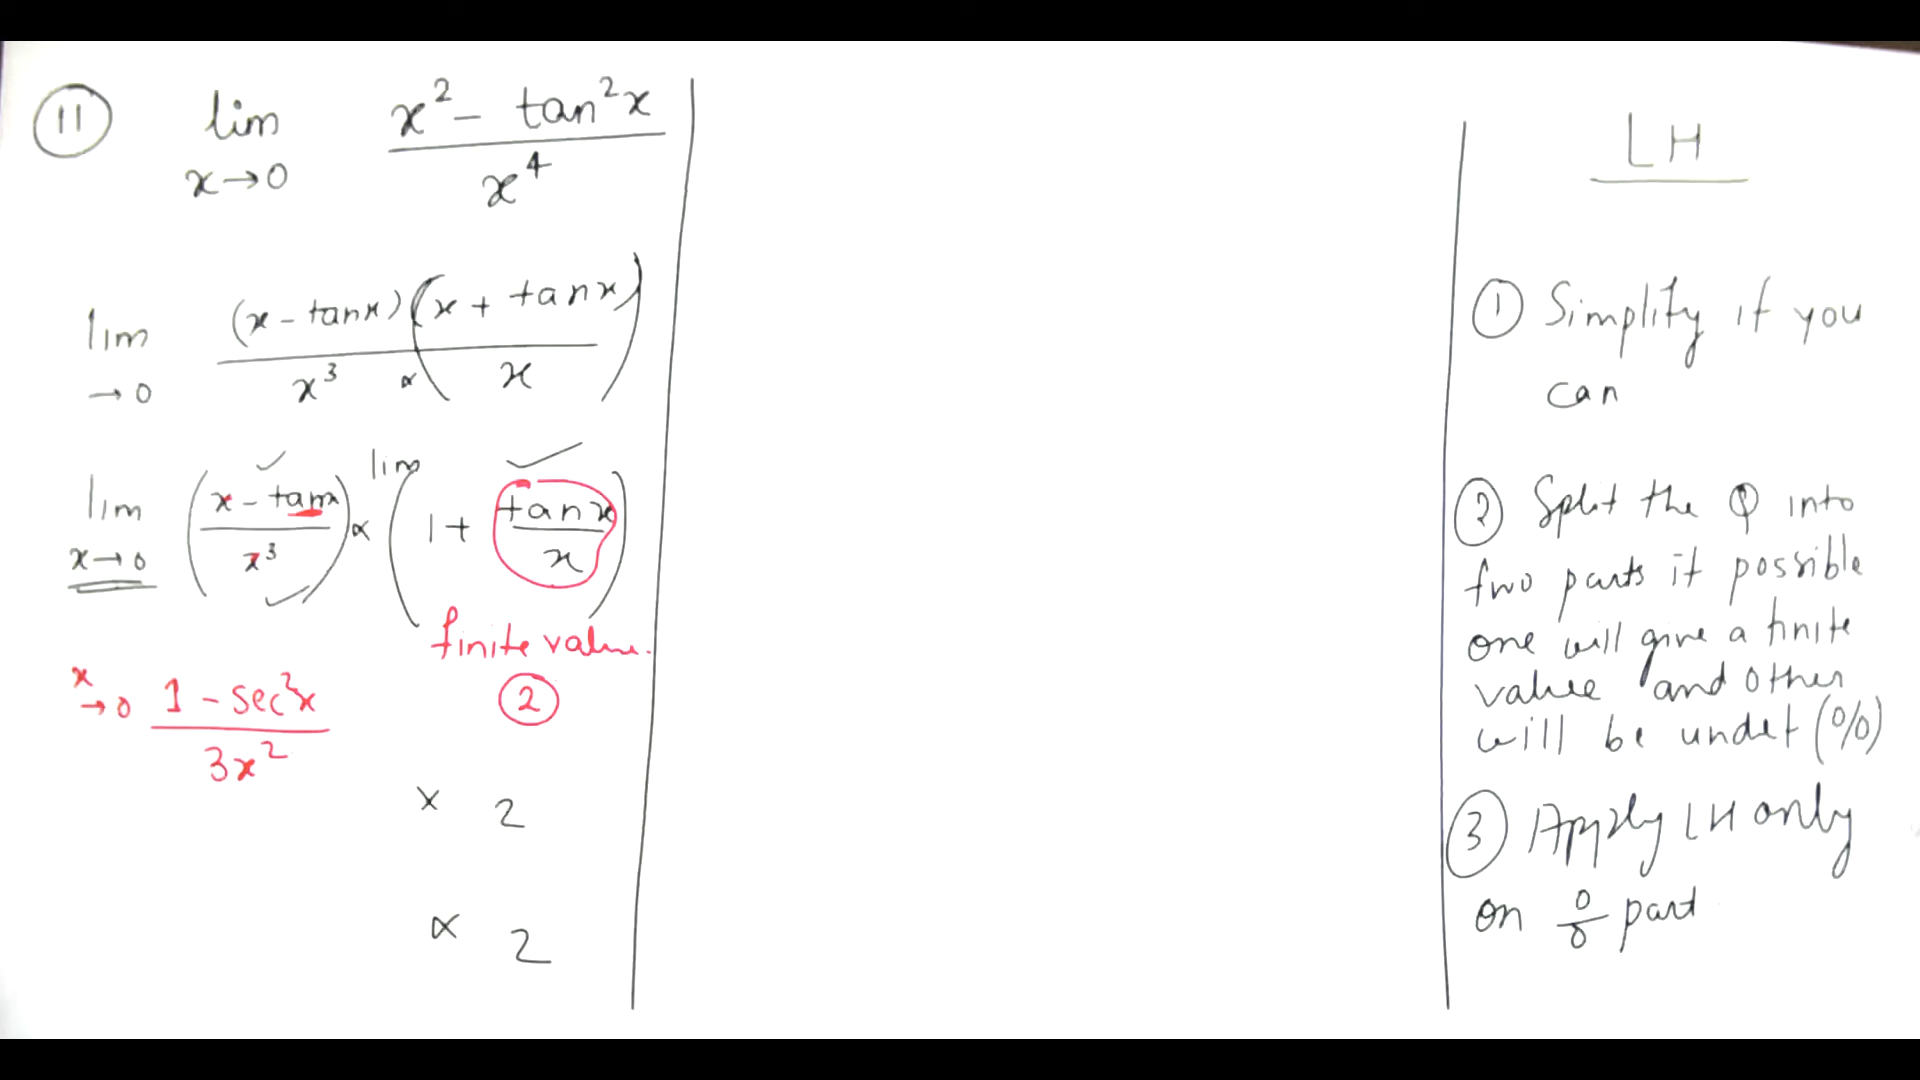 11 lim x→0 x² - tan²x / x⁴
lim →0 (x - tanx) (x + tanx) / x³ × x
lim x→0 (x - tanx / x³) × lim (1 + tanx / x)
finite value.
2
x →0 1 - sec²x / 3x²
× 2
× 2
LH
1 Simplify if you
can
2 Split the Q into
two parts if possible
one will give a finite
value and other
will be undet (0/0)
3 Apply LH only
on 0/0 part